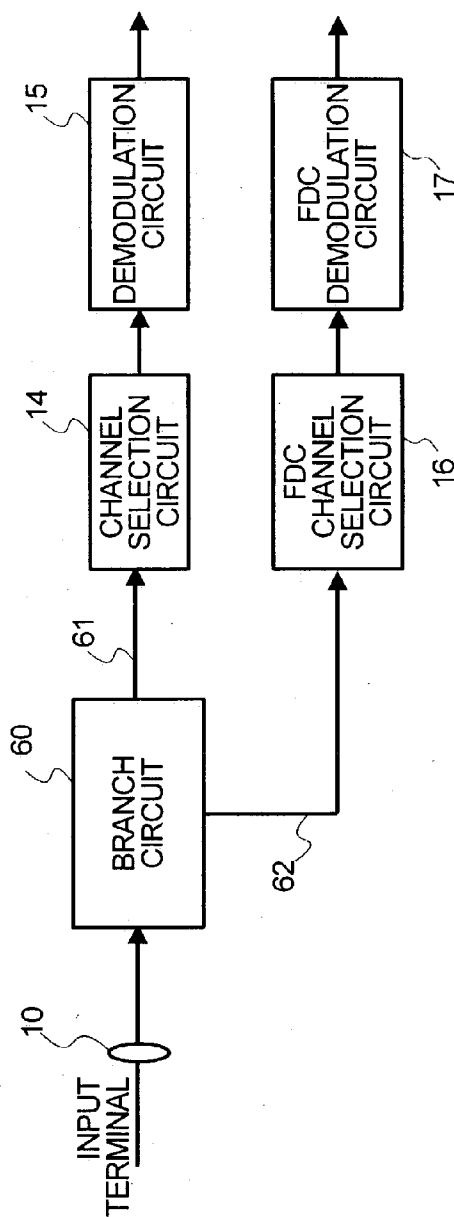 INPUT
TERMINAL
10
60
BRANCH
CIRCUIT
61
62
14
CHANNEL
SELECTION
CIRCUIT
15
DEMODULATION
CIRCUIT
FDC
CHANNEL
SELECTION
CIRCUIT
16
FDC
DEMODULATION
CIRCUIT
17